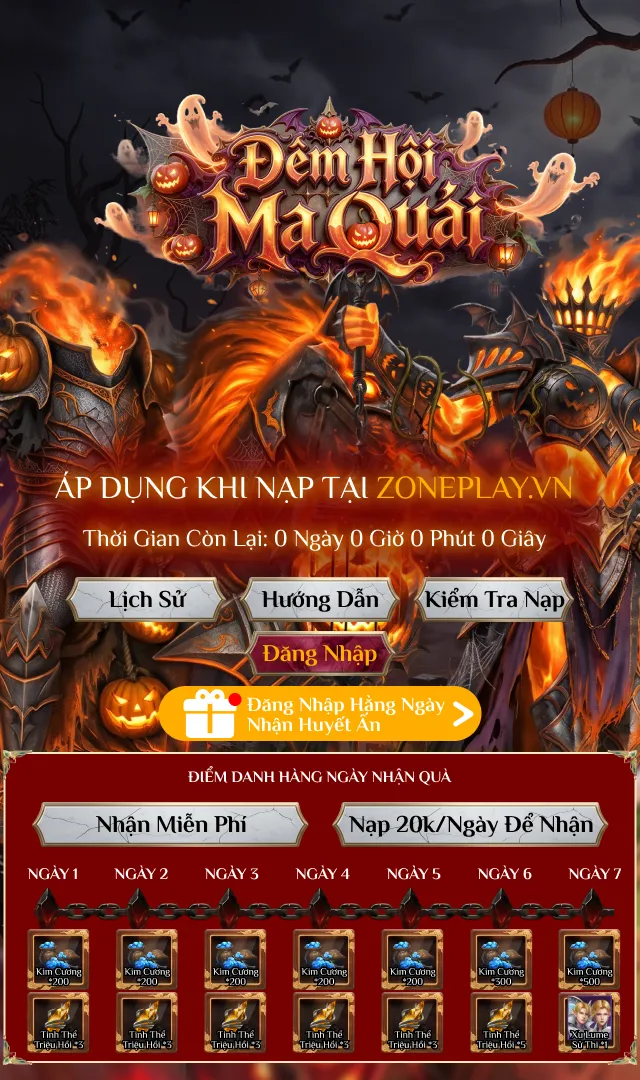 Đêm Hội
Ma Quái
ÁP DỤNG KHI NẠP TẠI ZONEPLAY.VN
Thời Gian Còn Lại: 0 Ngày 0 Giờ 0 Phút 0 Giây
Lịch Sử Hướng Dẫn Kiểm Tra Nạp
Đăng Nhập
Đăng Nhập Hằng Ngày
Nhận Huyết Ấn
ĐIỂM DANH HÀNG NGÀY NHẬN QUÀ
Nhận Miễn Phí Nạp 20k/Ngày Để Nhận
NGÀY 1 NGÀY 2 NGÀY 3 NGÀY 4 NGÀY 5 NGÀY 6 NGÀY 7
Kim Cương Kim Cương Kim Cương Kim Cương Kim Cương Kim Cương Kim Cương
*200 *200 *200 *200 *200 *300 *500
Tinh Thể Tinh Thể Tinh Thể Tinh Thể Tinh Thể Tinh Thể Xu Lume
Triệu Hồi *3 Triệu Hồi *3 Triệu Hồi *3 Triệu Hồi *3 Triệu Hồi *3 Triệu Hồi *5 Sử Thi *1